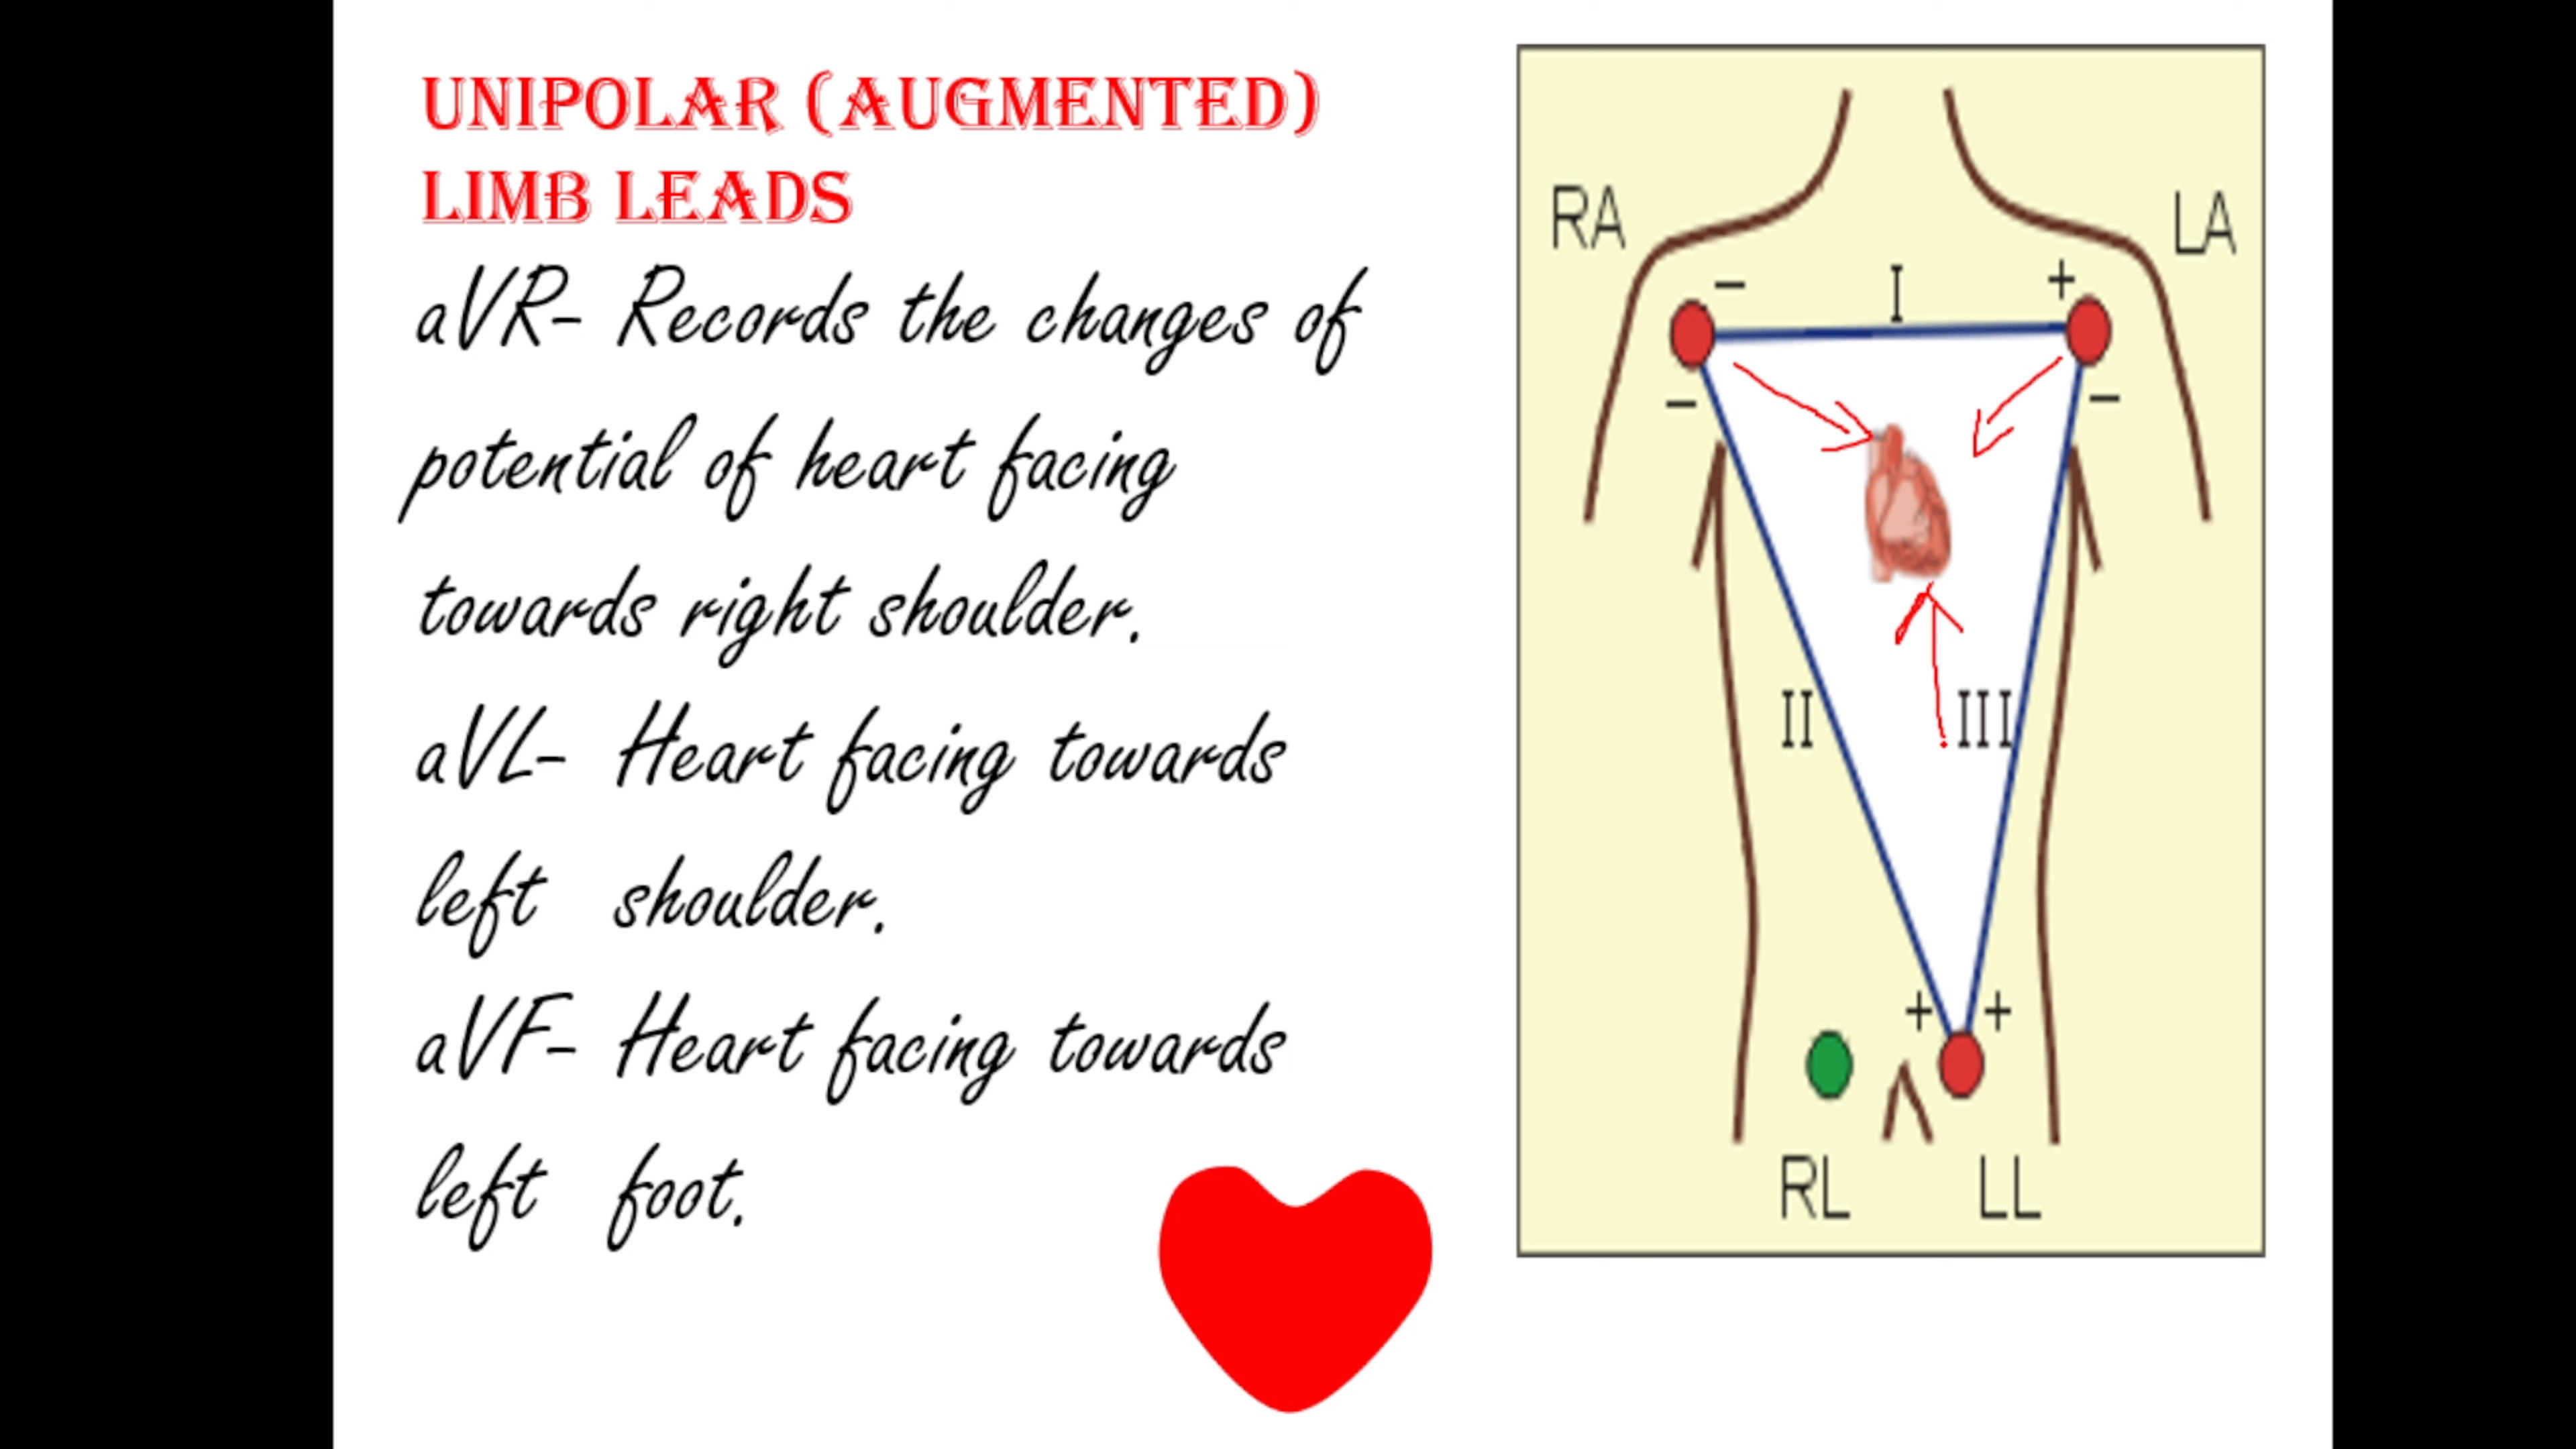 UNIPOLAR (AUGMENTED)
LIMB LEADS
aVR- Records the changes of
potential of heart facing
towards right shoulder.
aVL- Heart facing towards
left shoulder.
aVF- Heart facing towards
left foot.
RA
LA
- I +
- -
II III
+ +
RL LL